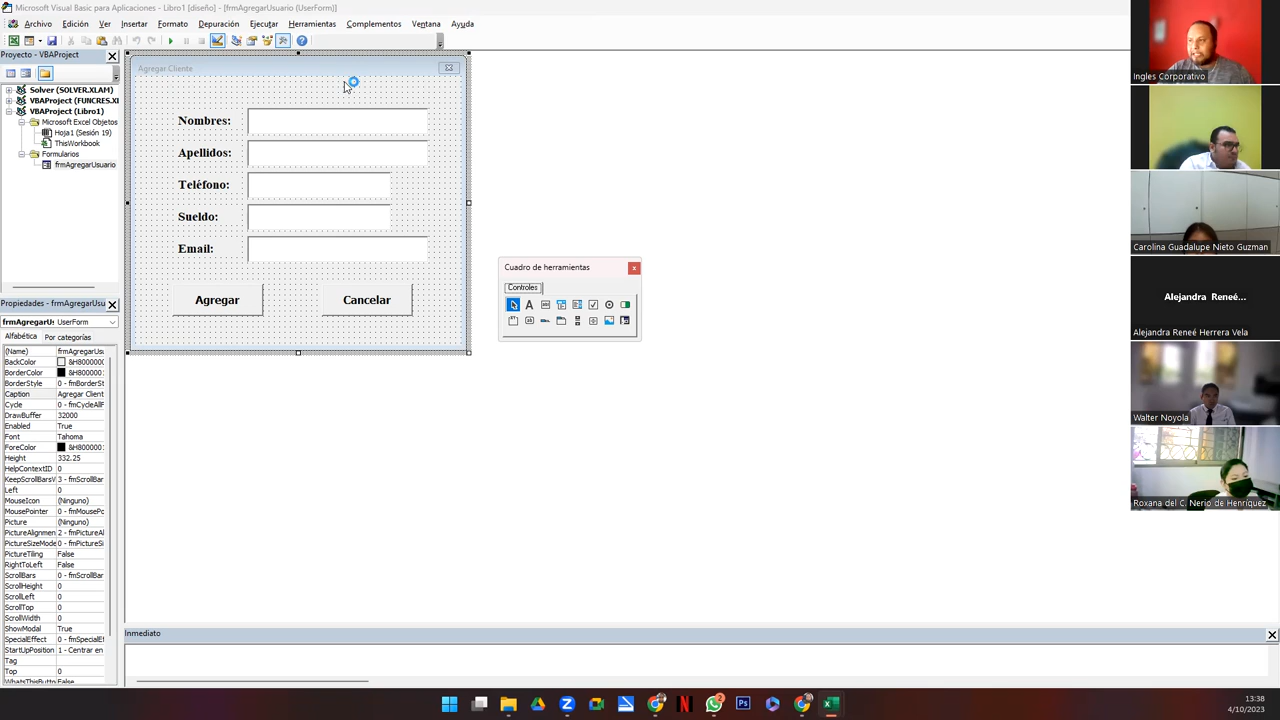 Microsoft Visual Basic para Aplicaciones - Libro1 [diseño] - [frmAgregarUsuario (UserForm)]
Archivo Edición Ver Insertar Formato Depuración Ejecutar Herramientas Complementos Ventana Ayuda
Proyecto - VBAProject
Solver (SOLVER.XLAM)
VBAProject (FUNCRES.XL
VBAProject (Libro1)
Microsoft Excel Objetos
Hoja1 (Sesión 19)
ThisWorkbook
Formularios
frmAgregarUsuario
Agregar Cliente
Nombres:
Apellidos:
Teléfono:
Sueldo:
Email:
Agregar Cancelar
Cuadro de herramientas
Controles
Propiedades - frmAgregarUsu
frmAgregarU: UserForm
Alfabética Por categorías
(Name) frmAgregarUsu
BackColor &H8000000
BorderColor &H8000001
BorderStyle 0 - fmBorderSt
Caption Agregar Client
Cycle 0 - fmCycleAllF
DrawBuffer 32000
Enabled True
Font Tahoma
ForeColor &H8000001
Height 332.25
HelpContextID 0
KeepScrollBarsV 3 - fmScrollBar
Left 0
MouseIcon (Ninguno)
MousePointer 0 - fmMousePo
Picture (Ninguno)
PictureAlignmen 2 - fmPictureAl
PictureSizeMode 0 - fmPictureSi
PictureTiling False
RightToLeft False
ScrollBars 0 - fmScrollBar
ScrollHeight 0
ScrollLeft 0
ScrollTop 0
ScrollWidth 0
ShowModal True
SpecialEffect 0 - fmSpecialEf
StartUpPosition 1 - Centrar en
Tag
Top 0
WhatsThisButto False
Inmediato
Ingles Corporativo
Carolina Guadalupe Nieto Guzman
Alejandra Reneé...
Alejandra Reneé Herrera Vela
Walter Noyola
Roxana del C. Nerio de Henriquez
2
13:38
4/10/2023